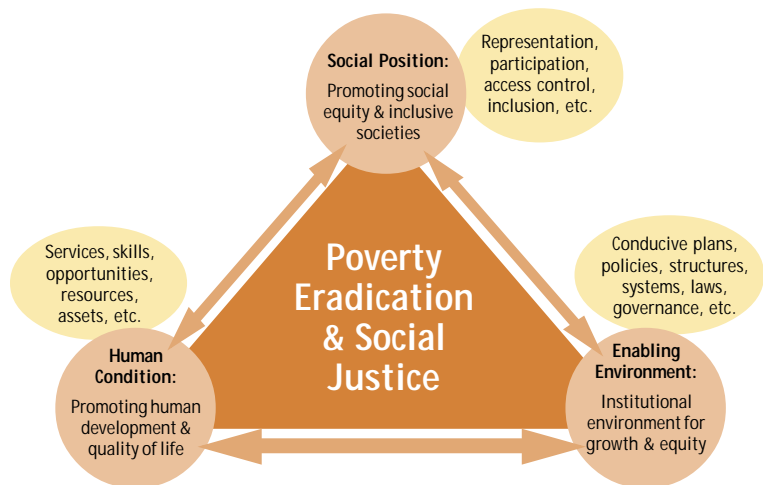 Social Position:
Promoting social
equity & inclusive
societies
Representation,
participation,
access control,
inclusion, etc.
Poverty
Eradication
& Social
Justice
Services, skills,
opportunities,
resources,
assets, etc.
Human
Condition:
Promoting human
development &
quality of life
Conducive plans,
policies, structures,
systems, laws,
governance, etc.
Enabling
Environment:
Institutional
environment for
growth & equity